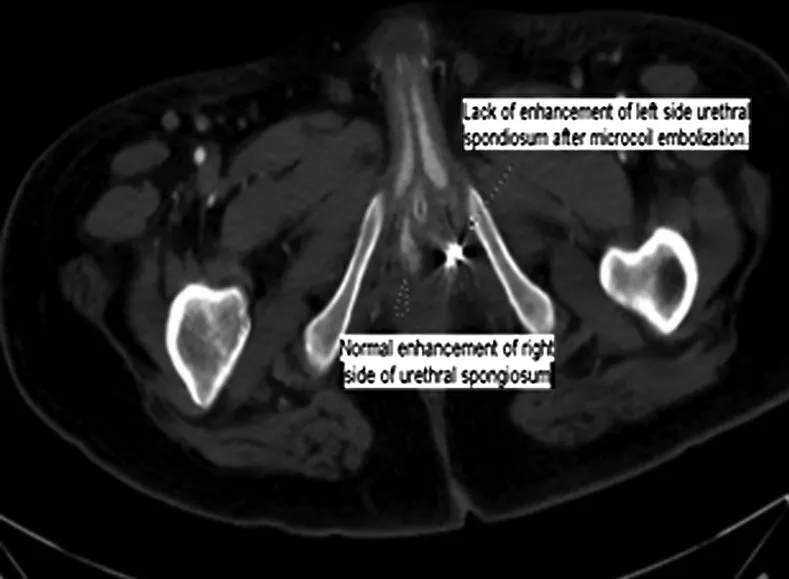 Lack of enhancement of left side urethral
spondiosum after microcoil embolization.
Normal enhancement of right
side of urethral spongiosum